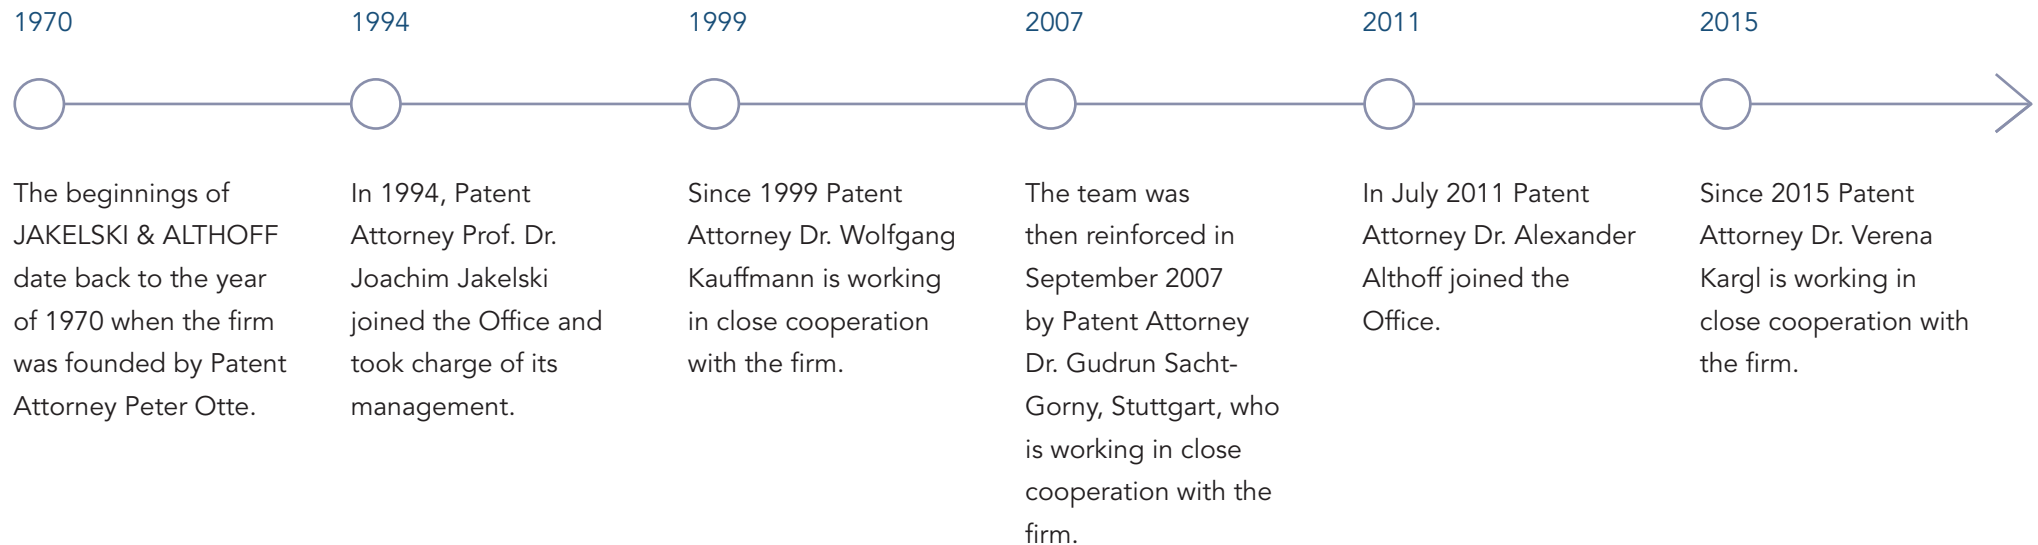 1970
The beginnings of
JAKELSKI & ALTHOFF
date back to the year
of 1970 when the firm
was founded by Patent
Attorney Peter Otte.
1994
In 1994, Patent
Attorney Prof. Dr.
Joachim Jakelski
joined the Office and
took charge of its
management.
1999
Since 1999 Patent
Attorney Dr. Wolfgang
Kauffmann is working
in close cooperation
with the firm.
2007
The team was
then reinforced in
September 2007
by Patent Attorney
Dr. Gudrun Sacht-
Gorny, Stuttgart, who
is working in close
cooperation with the
firm.
2011
In July 2011 Patent
Attorney Dr. Alexander
Althoff joined the
Office.
2015
Since 2015 Patent
Attorney Dr. Verena
Kargl is working in
close cooperation with
the firm.